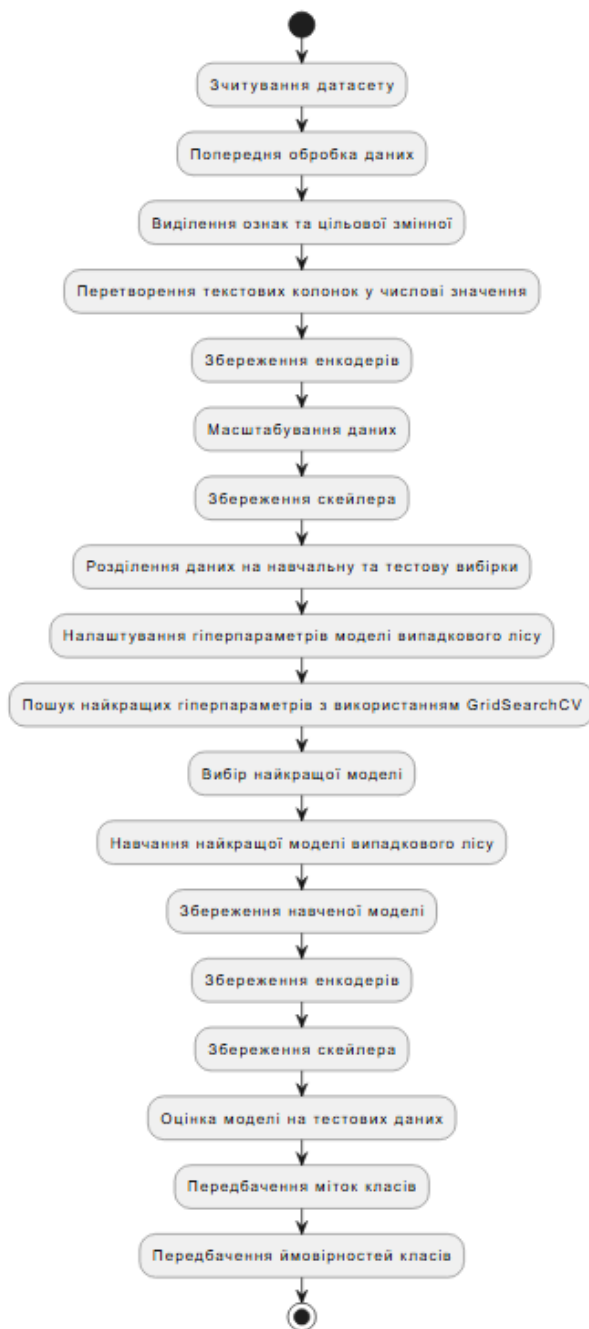 Зчитування датасету
Попередня обробка даних
Виділення ознак та цільової змінної
Перетворення текстових колонок у числові значення
Збереження енкодерів
Масштабування даних
Збереження скейлера
Розділення даних на навчальну та тестову вибірки
Налаштування гіперпараметрів моделі випадкового лісу
Пошук найкращих гіперпараметрів з використанням GridSearchCV
Вибір найкращої моделі
Навчання найкращої моделі випадкового лісу
Збереження навченої моделі
Збереження енкодерів
Збереження скейлера
Оцінка моделі на тестових даних
Передбачення міток класів
Передбачення ймовірностей класів